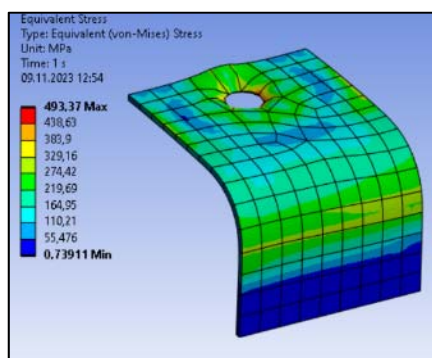 Equivalent Stress
Type: Equivalent (von-Mises) Stress
Unit: MPa
Time: 1 s
09.11.2023 12:54
493,37 Max
438,63
383,9
329,16
274,42
219,69
164,95
110,21
55,476
0.73911 Min